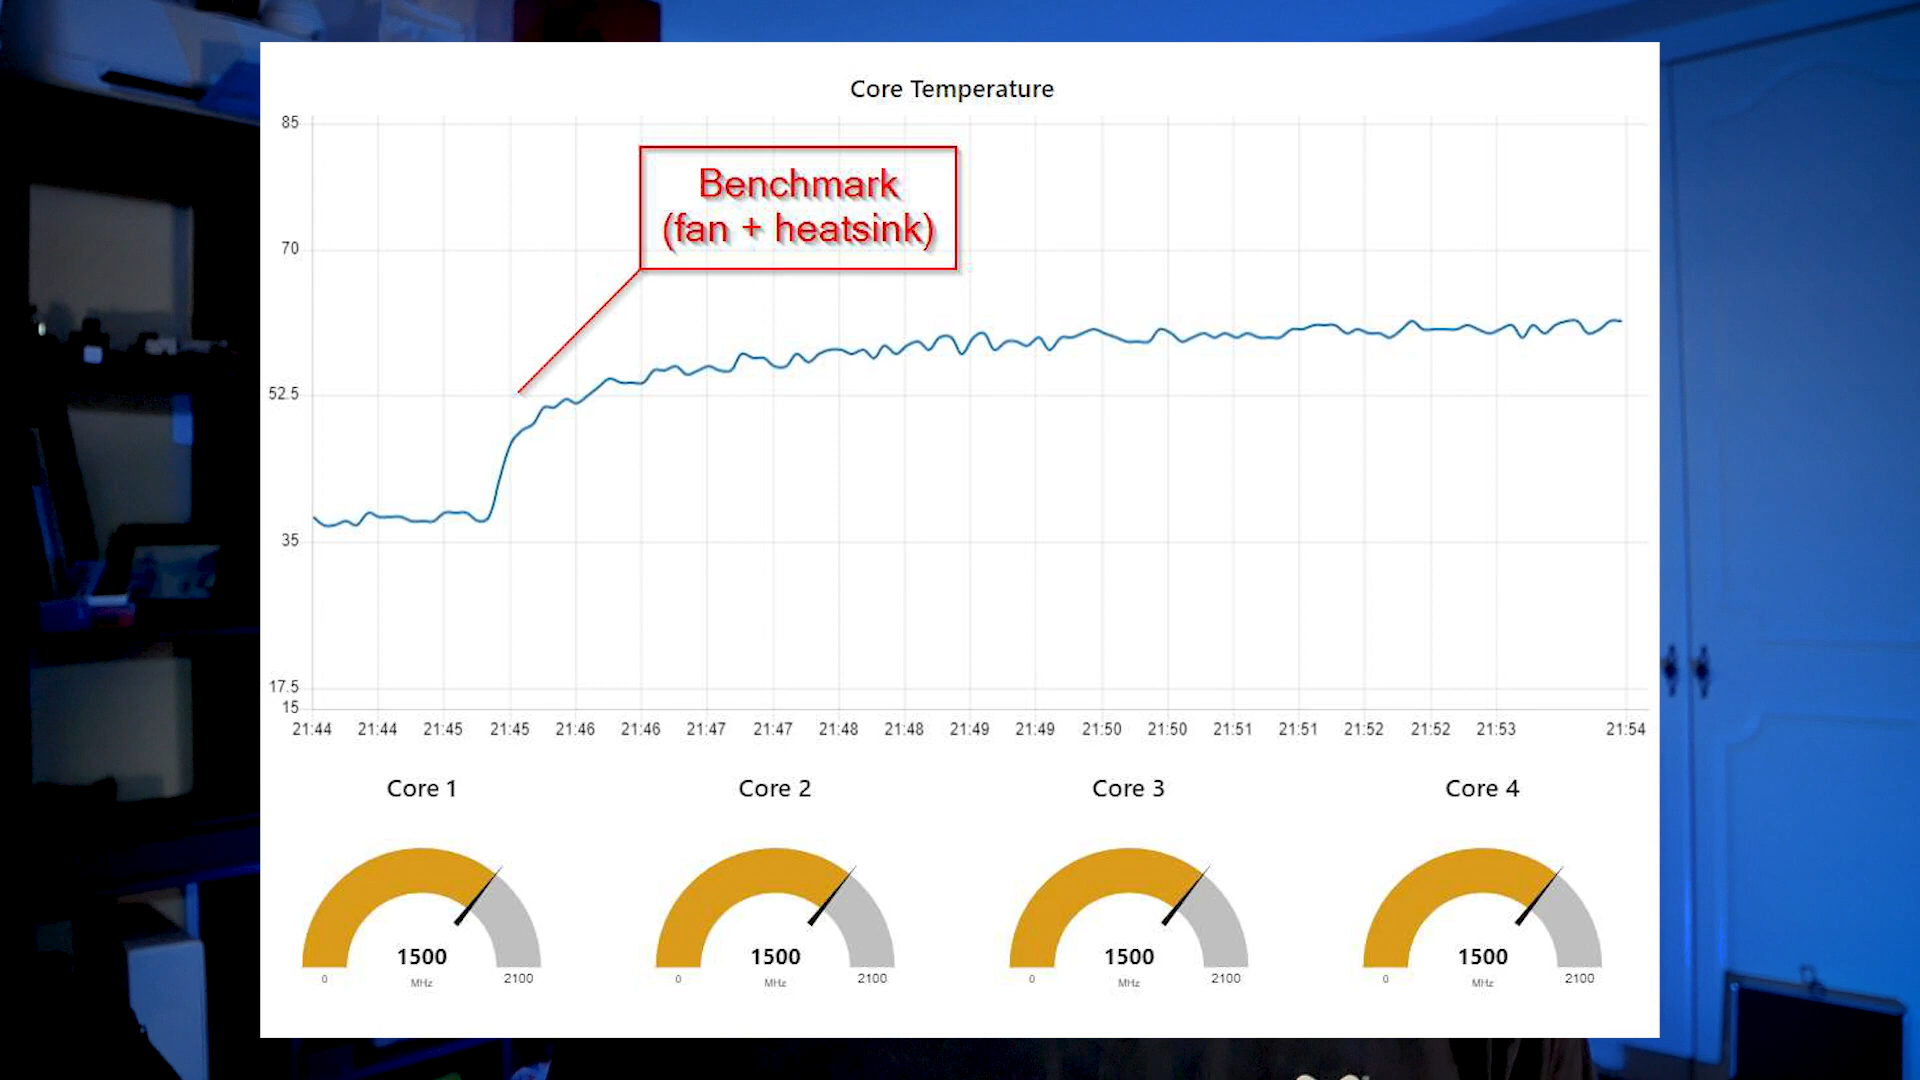 Core Temperature
85
Benchmark
(fan + heatsink)
70
52.5
35
17.5
15
21:44 21:44 21:45 21:45 21:46 21:46 21:47 21:47 21:48 21:48 21:49 21:49 21:50 21:50 21:51 21:51 21:52 21:52 21:53 21:54
Core 1 Core 2 Core 3 Core 4
1500 1500 1500 1500
0 MHz 2100 0 MHz 2100 0 MHz 2100 0 MHz 2100